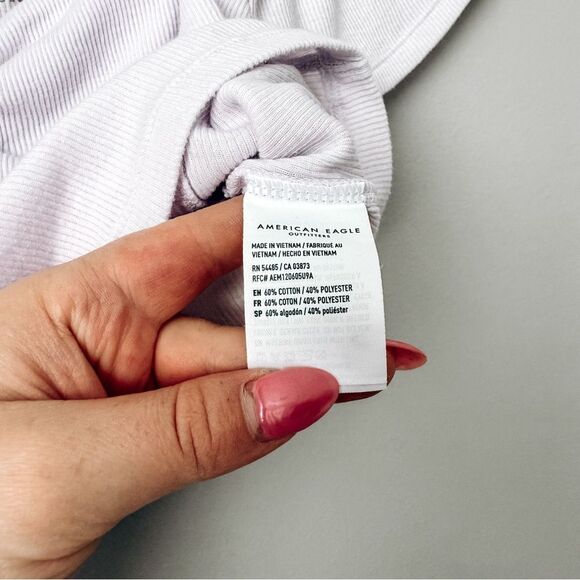 AMERICAN EAGLE
OUTFITTERS
MADE IN VIETNAM / FABRIQUÉ AU
VIETNAM / HECHO EN VIETNAM
RN 54485 / CA 03873
RFC# AEM120605U9A
EN 60% COTTON / 40% POLYESTER
FR 60% COTON / 40% POLYESTER
SP 60% algodón / 40% poliéster